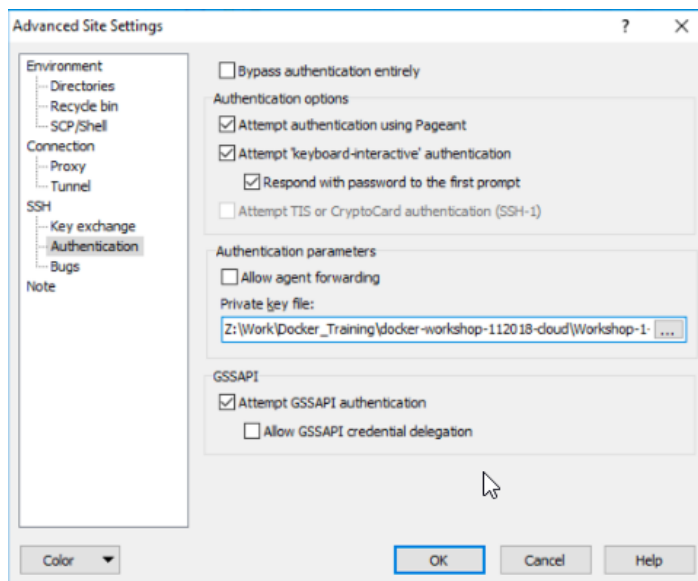 Advanced Site Settings
?
Environment
Directories
Recycle bin
SCP/Shell
Connection
Proxy
Tunnel
SSH
Key exchange
Authentication
Bugs
Note
Bypass authentication entirely
Authentication options
Attempt authentication using Pageant
Attempt 'keyboard-interactive' authentication
Respond with password to the first prompt
Attempt TIS or CryptoCard authentication (SSH-1)
Authentication parameters
Allow agent forwarding
Private key file:
Z:\Work\Docker_Training\docker-workshop-112018-cloud\Workshop-1-
...
GSSAPI
Attempt GSSAPI authentication
Allow GSSAPI credential delegation
Color
OK
Cancel
Help